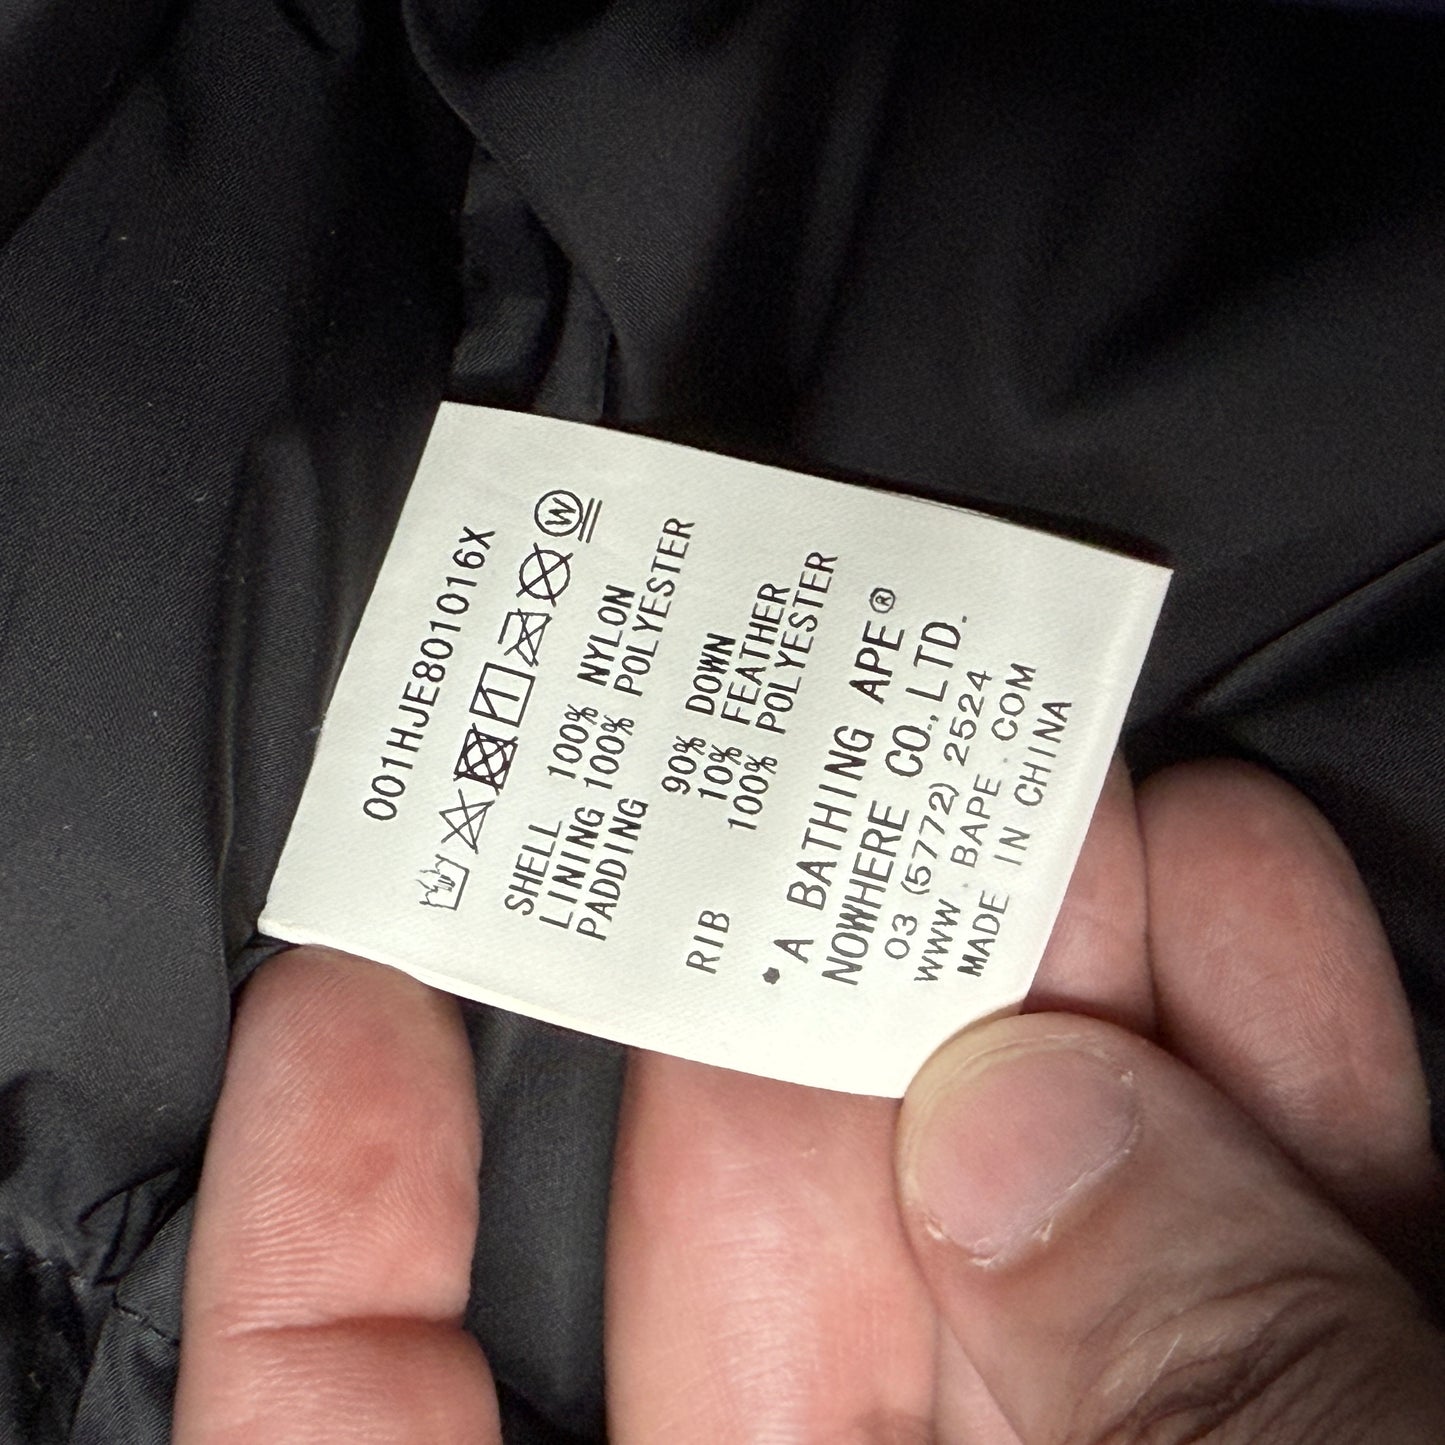 001HJE801016X
W
SHELL 100% NYLON
LINING 100% POLYESTER
PADDING
90% DOWN
10% FEATHER
RIB 100% POLYESTER
A BATHING APE®
NOWHERE CO.,LTD.
03 (5772) 2524
WWW.BAPE.COM
MADE IN CHINA